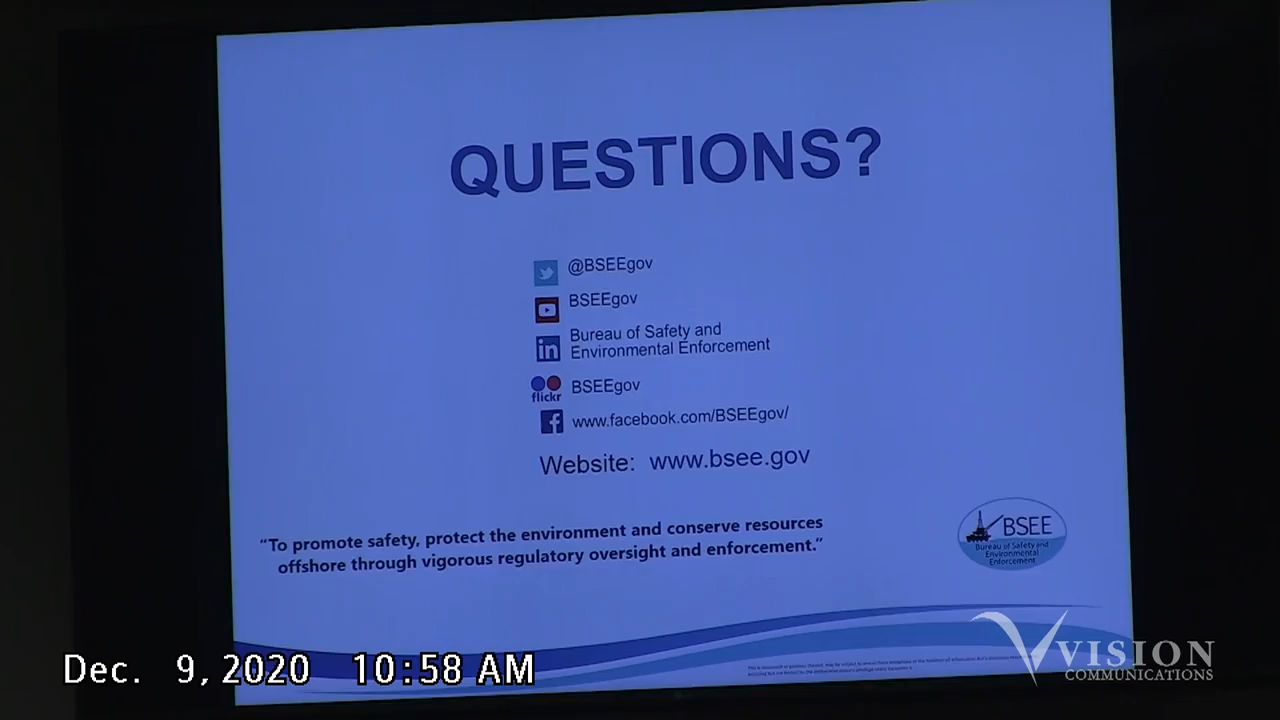 QUESTIONS?
@BSEEgov
BSEEgov
in
Bureau of Safety and
Environmental Enforcement
flickr
BSEEgov
f
www.facebook.com/BSEEgov/
Website: www.bsee.gov
“To promote safety, protect the environment and conserve resources
offshore through vigorous regulatory oversight and enforcement.”
BSEE
Bureau of Safety and
Environmental
Enforcement
Dec. 9, 2020 10:58 AM
VISION
COMMUNICATIONS